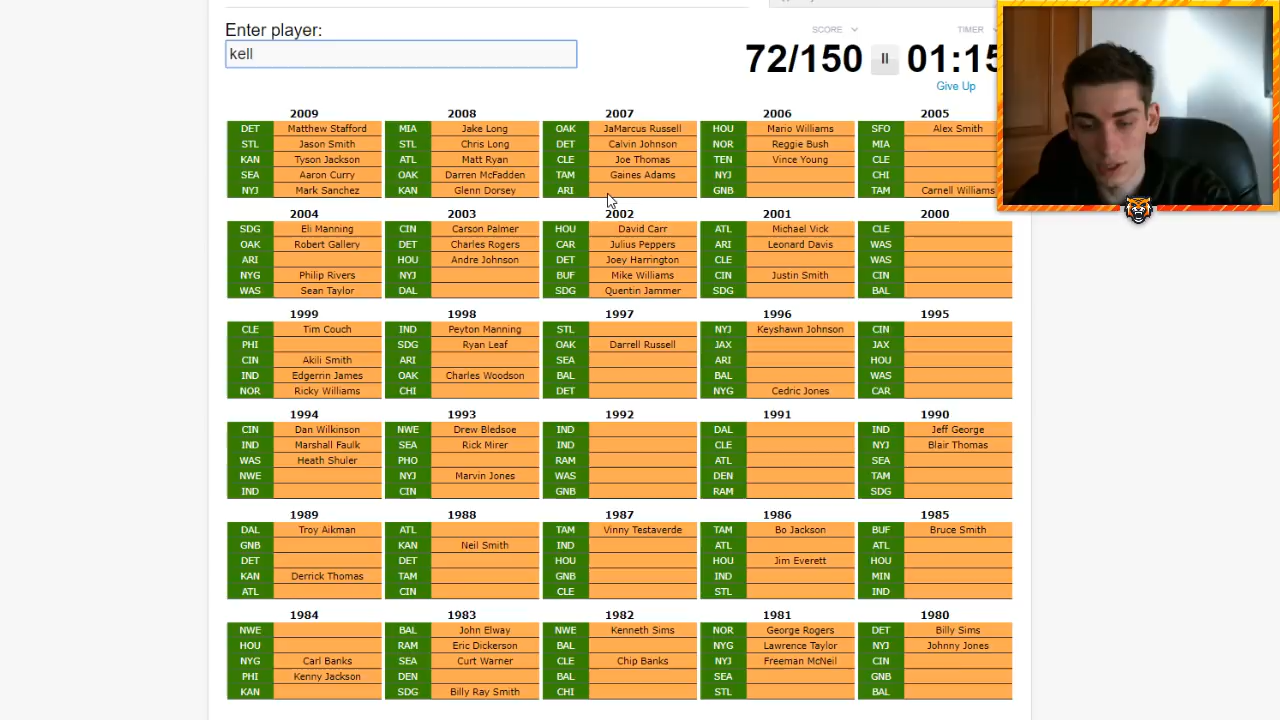 Enter player:
kell
SCORE TIMER
72/150 II 01:15
Give Up
2009 2008 2007 2006 2005
DET Matthew Stafford MIA Jake Long OAK JaMarcus Russell HOU Mario Williams SFO Alex Smith
STL Jason Smith STL Chris Long DET Calvin Johnson NOR Reggie Bush MIA
KAN Tyson Jackson ATL Matt Ryan CLE Joe Thomas TEN Vince Young CLE
SEA Aaron Curry OAK Darren McFadden TAM Gaines Adams NYJ CHI
NYJ Mark Sanchez KAN Glenn Dorsey ARI GNB TAM Carnell Williams
2004 2003 2002 2001 2000
SDG Eli Manning CIN Carson Palmer HOU David Carr ATL Michael Vick CLE
OAK Robert Gallery DET Charles Rogers CAR Julius Peppers ARI Leonard Davis WAS
ARI HOU Andre Johnson DET Joey Harrington CLE WAS
NYG Philip Rivers NYJ BUF Mike Williams CIN Justin Smith CIN
WAS Sean Taylor DAL SDG Quentin Jammer SDG BAL
1999 1998 1997 1996 1995
CLE Tim Couch IND Peyton Manning STL NYJ Keyshawn Johnson CIN
PHI SDG Ryan Leaf OAK Darrell Russell JAX JAX
CIN Akili Smith ARI SEA ARI HOU
IND Edgerrin James OAK Charles Woodson BAL BAL WAS
NOR Ricky Williams CHI DET NYG Cedric Jones CAR
1994 1993 1992 1991 1990
CIN Dan Wilkinson NWE Drew Bledsoe IND DAL IND Jeff George
IND Marshall Faulk SEA Rick Mirer IND CLE NYJ Blair Thomas
WAS Heath Shuler PHO RAM ATL SEA
NWE NYJ Marvin Jones WAS DEN TAM
IND CIN GNB RAM SDG
1989 1988 1987 1986 1985
DAL Troy Aikman ATL TAM Vinny Testaverde TAM Bo Jackson BUF Bruce Smith
GNB KAN Neil Smith IND ATL ATL
DET DET HOU HOU Jim Everett HOU
KAN Derrick Thomas TAM GNB IND MIN
ATL CIN CLE STL IND
1984 1983 1982 1981 1980
NWE BAL John Elway NWE Kenneth Sims NOR George Rogers DET Billy Sims
HOU RAM Eric Dickerson BAL NYG Lawrence Taylor NYJ Johnny Jones
NYG Carl Banks SEA Curt Warner CLE Chip Banks NYJ Freeman McNeil CIN
PHI Kenny Jackson DEN BAL SEA GNB
KAN SDG Billy Ray Smith CHI STL BAL